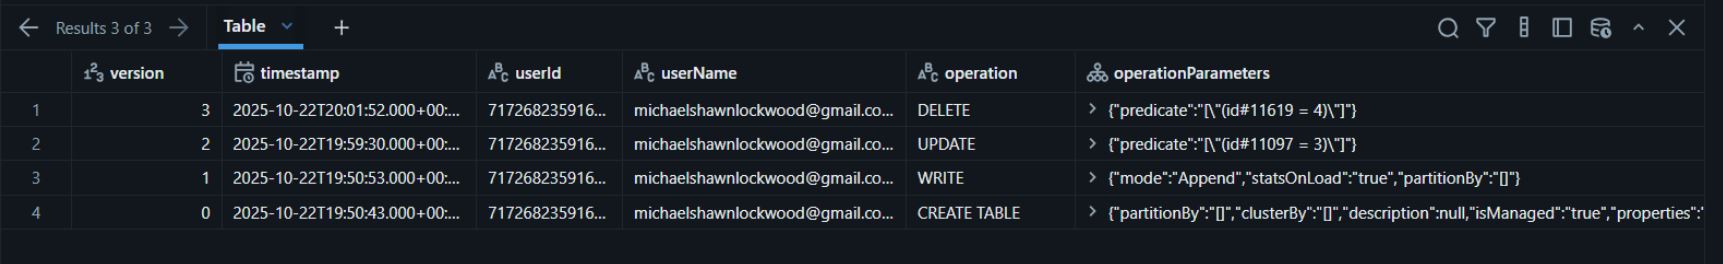 Results 3 of 3 Table
version timestamp userId userName operation operationParameters
1 3 2025-10-22T20:01:52.000+00:... 717268235916... michaelshawnlockwood@gmail.co... DELETE {"predicate":"[\"(id#11619 = 4)\"]"}
2 2 2025-10-22T19:59:30.000+00:... 717268235916... michaelshawnlockwood@gmail.co... UPDATE {"predicate":"[\"(id#11097 = 3)\"]"}
3 1 2025-10-22T19:50:53.000+00:... 717268235916... michaelshawnlockwood@gmail.co... WRITE {"mode":"Append","statsOnLoad":"true","partitionBy":"[]"}
4 0 2025-10-22T19:50:43.000+00:... 717268235916... michaelshawnlockwood@gmail.co... CREATE TABLE {"partitionBy":"[]","clusterBy":"[]","description":null,"isManaged":"true","properties":"